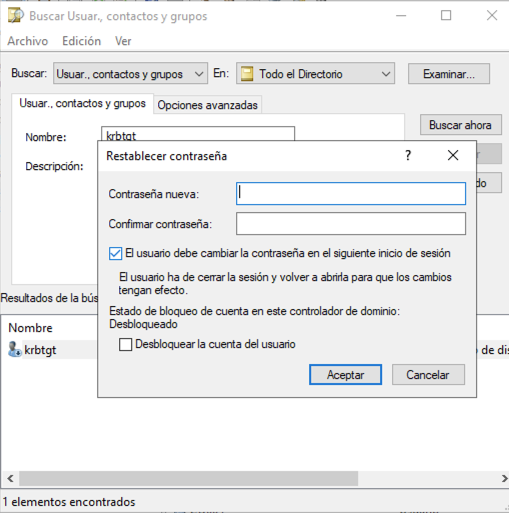 Buscar Usuar., contactos y grupos
Archivo Edición Ver
Buscar: Usuar., contactos y grupos En: Todo el Directorio Examinar...
Usuar., contactos y grupos Opciones avanzadas
Buscar ahora
Nombre: krbtgt
Restablecer contraseña ?
Descripción:
do
Contraseña nueva:
Confirmar contraseña:
El usuario debe cambiar la contraseña en el siguiente inicio de sesión
El usuario ha de cerrar la sesión y volver a abrirla para que los cambios
tengan efecto.
Resultados de la bús
Estado de bloqueo de cuenta en este controlador de dominio:
Desbloqueado
Nombre
Desbloquear la cuenta del usuario
krbtgt
o de dis
Aceptar Cancelar
1 elementos encontrados